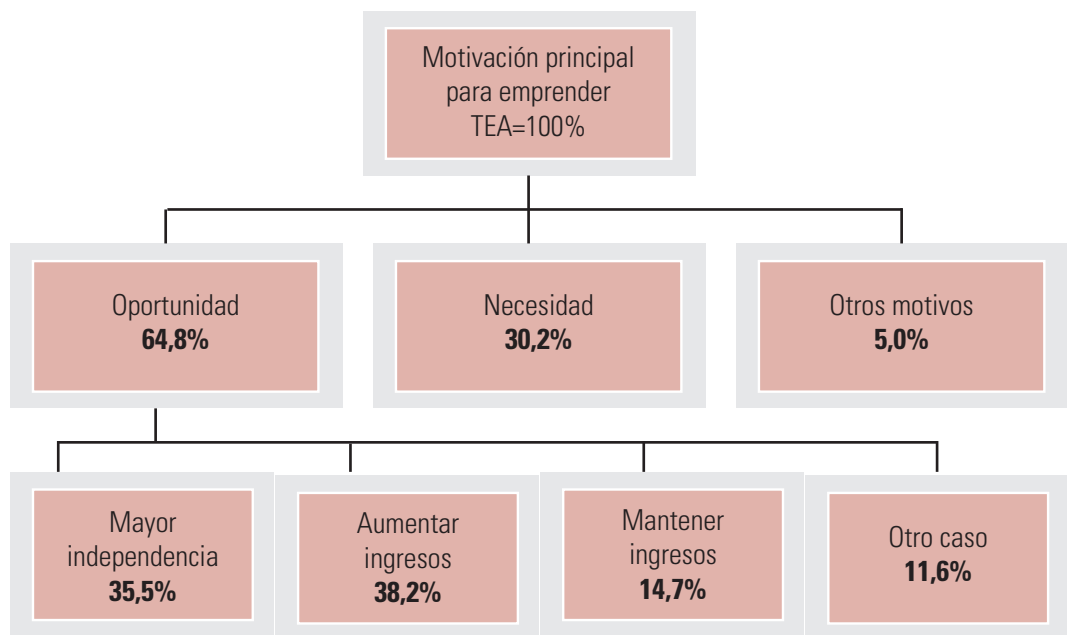 Motivación principal
para emprender
TEA=100%
Oportunidad
64,8%
Necesidad
30,2%
Otros motivos
5,0%
Mayor
independencia
35,5%
Aumentar
ingresos
38,2%
Mantener
ingresos
14,7%
Otro caso
11,6%